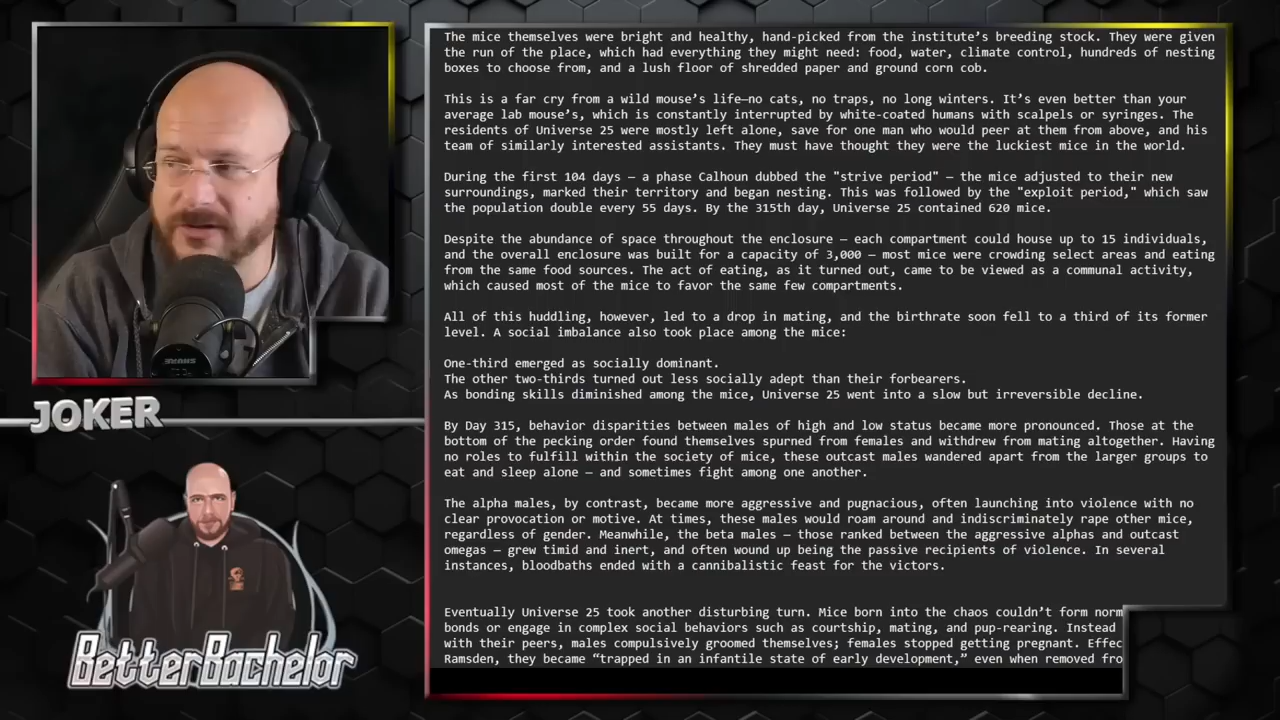 The mice themselves were bright and healthy, hand-picked from the institute's breeding stock. They were given
the run of the place, which had everything they might need: food, water, climate control, hundreds of nesting
boxes to choose from, and a lush floor of shredded paper and ground corn cob.
This is a far cry from a wild mouse's life—no cats, no traps, no long winters. It's even better than your
average lab mouse's, which is constantly interrupted by white-coated humans with scalpels or syringes. The
residents of Universe 25 were mostly left alone, save for one man who would peer at them from above, and his
team of similarly interested assistants. They must have thought they were the luckiest mice in the world.
During the first 104 days — a phase Calhoun dubbed the "strive period" — the mice adjusted to their new
surroundings, marked their territory and began nesting. This was followed by the "exploit period," which saw
the population double every 55 days. By the 315th day, Universe 25 contained 620 mice.
Despite the abundance of space throughout the enclosure — each compartment could house up to 15 individuals,
and the overall enclosure was built for a capacity of 3,000 — most mice were crowding select areas and eating
from the same food sources. The act of eating, as it turned out, came to be viewed as a communal activity,
which caused most of the mice to favor the same few compartments.
All of this huddling, however, led to a drop in mating, and the birthrate soon fell to a third of its former
level. A social imbalance also took place among the mice:
One-third emerged as socially dominant.
The other two-thirds turned out less socially adept than their forbearers.
As bonding skills diminished among the mice, Universe 25 went into a slow but irreversible decline.
By Day 315, behavior disparities between males of high and low status became more pronounced. Those at the
bottom of the pecking order found themselves spurned from females and withdrew from mating altogether. Having
no roles to fulfill within the society of mice, these outcast males wandered apart from the larger groups to
eat and sleep alone — and sometimes fight among one another.
The alpha males, by contrast, became more aggressive and pugnacious, often launching into violence with no
clear provocation or motive. At times, these males would roam around and indiscriminately rape other mice,
regardless of gender. Meanwhile, the beta males — those ranked between the aggressive alphas and outcast
omegas — grew timid and inert, and often wound up being the passive recipients of violence. In several
instances, bloodbaths ended with a cannibalistic feast for the victors.
Eventually Universe 25 took another disturbing turn. Mice born into the chaos couldn't form norm
bonds or engage in complex social behaviors such as courtship, mating, and pup-rearing. Instead
with their peers, males compulsively groomed themselves; females stopped getting pregnant. Effec
Ramsden, they became “trapped in an infantile state of early development,” even when removed fro
SHURE
JOKER
BetterBachelor